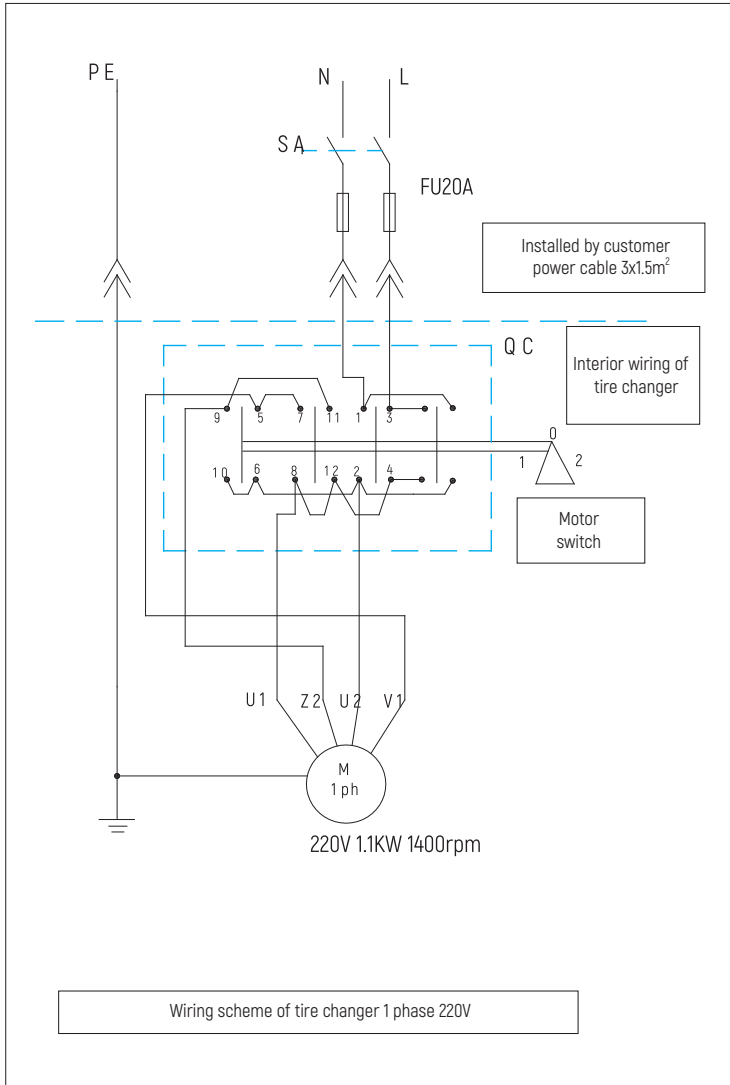 PE
N
L
SA
FU20A
Installed by customer
power cable 3x1.5m²
QC
Interior wiring of
tire changer
9 5 7 11 1 3
0
1 2
10 6 8 12 2 4
Motor
switch
U1 Z2 U2 V1
M
1 ph
220V 1.1KW 1400rpm
Wiring scheme of tire changer 1 phase 220V